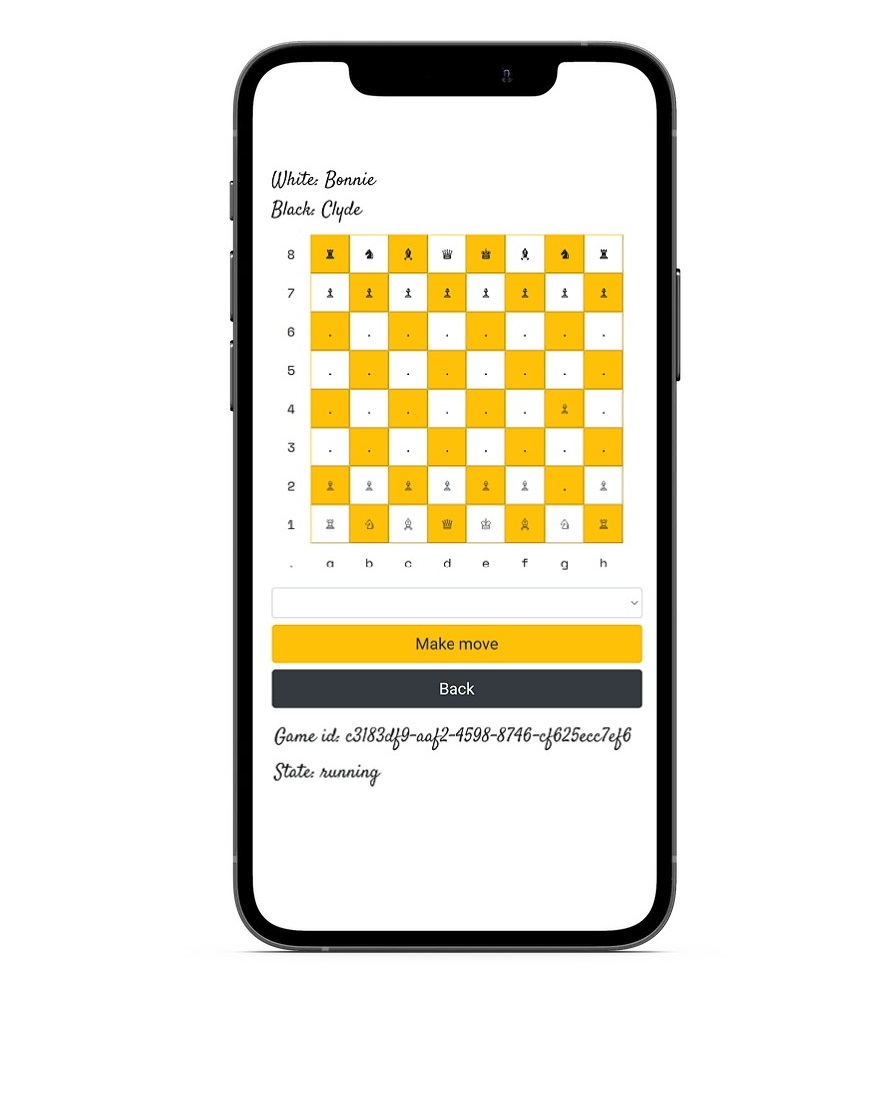 White: Bonnie
Black: Clyde
8 ♜ ♞ ♝ ♛ ♚ ♝ ♞ ♜
7 ♟ ♟ ♟ ♟ ♟ ♟ ♟ ♟
6 . . . . . . . .
5 . . . . . . . .
4 . . . . . . ♙ .
3 . . . . . . . .
2 ♙ ♙ ♙ ♙ ♙ ♙ . ♙
1 ♖ ♘ ♗ ♕ ♔ ♗ ♘ ♖
. a b c d e f g h
Make move
Back
Game id: c3183df9-aaf2-4598-8746-cf625ecc7ef6
State: running